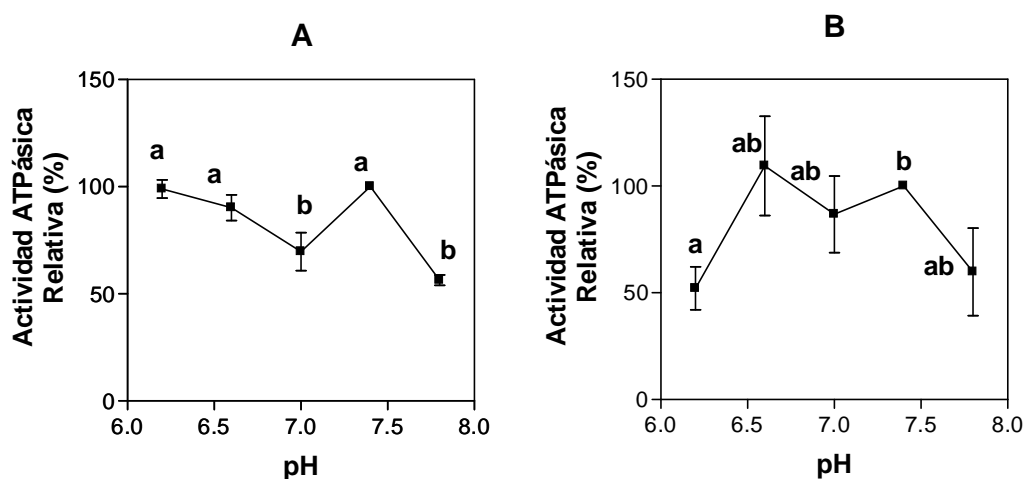 A
Actividad ATPásica
Relativa (%)
150
100
50
0
a
a
b
a
b
6.0
6.5
7.0
7.5
8.0
pH
B
Actividad ATPásica
Relativa (%)
150
100
50
0
a
ab
ab
b
ab
6.0
6.5
7.0
7.5
8.0
pH